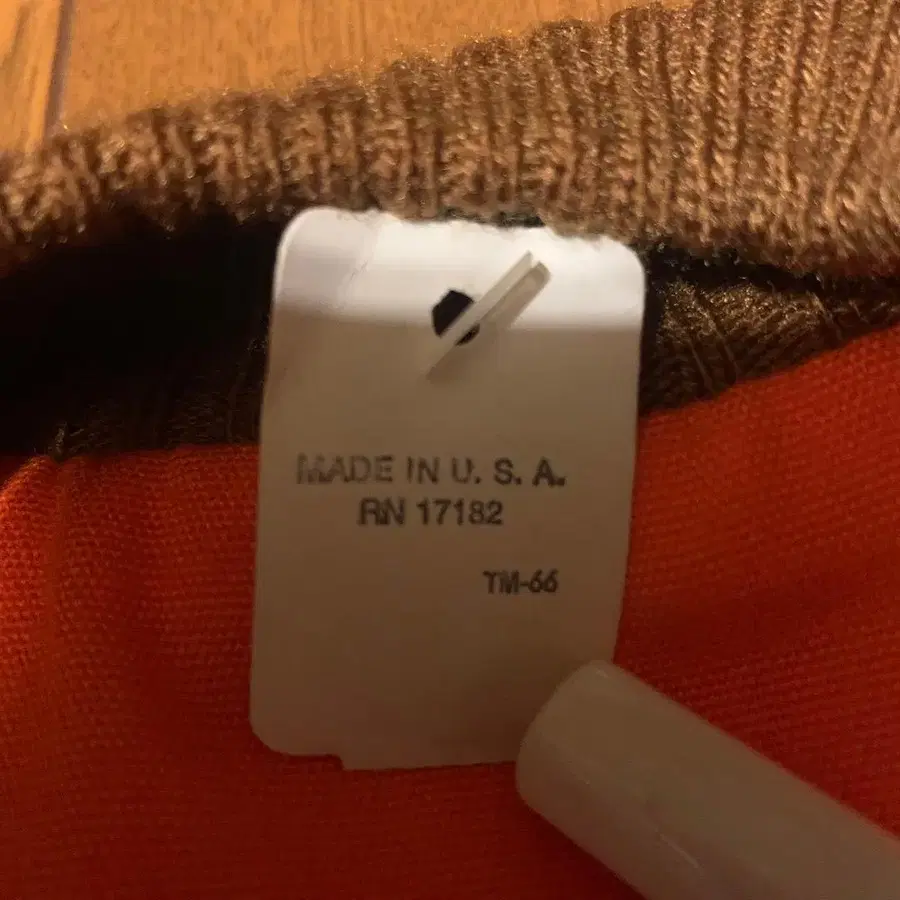 MADE IN U. S. A.
RN 17182
TM-66